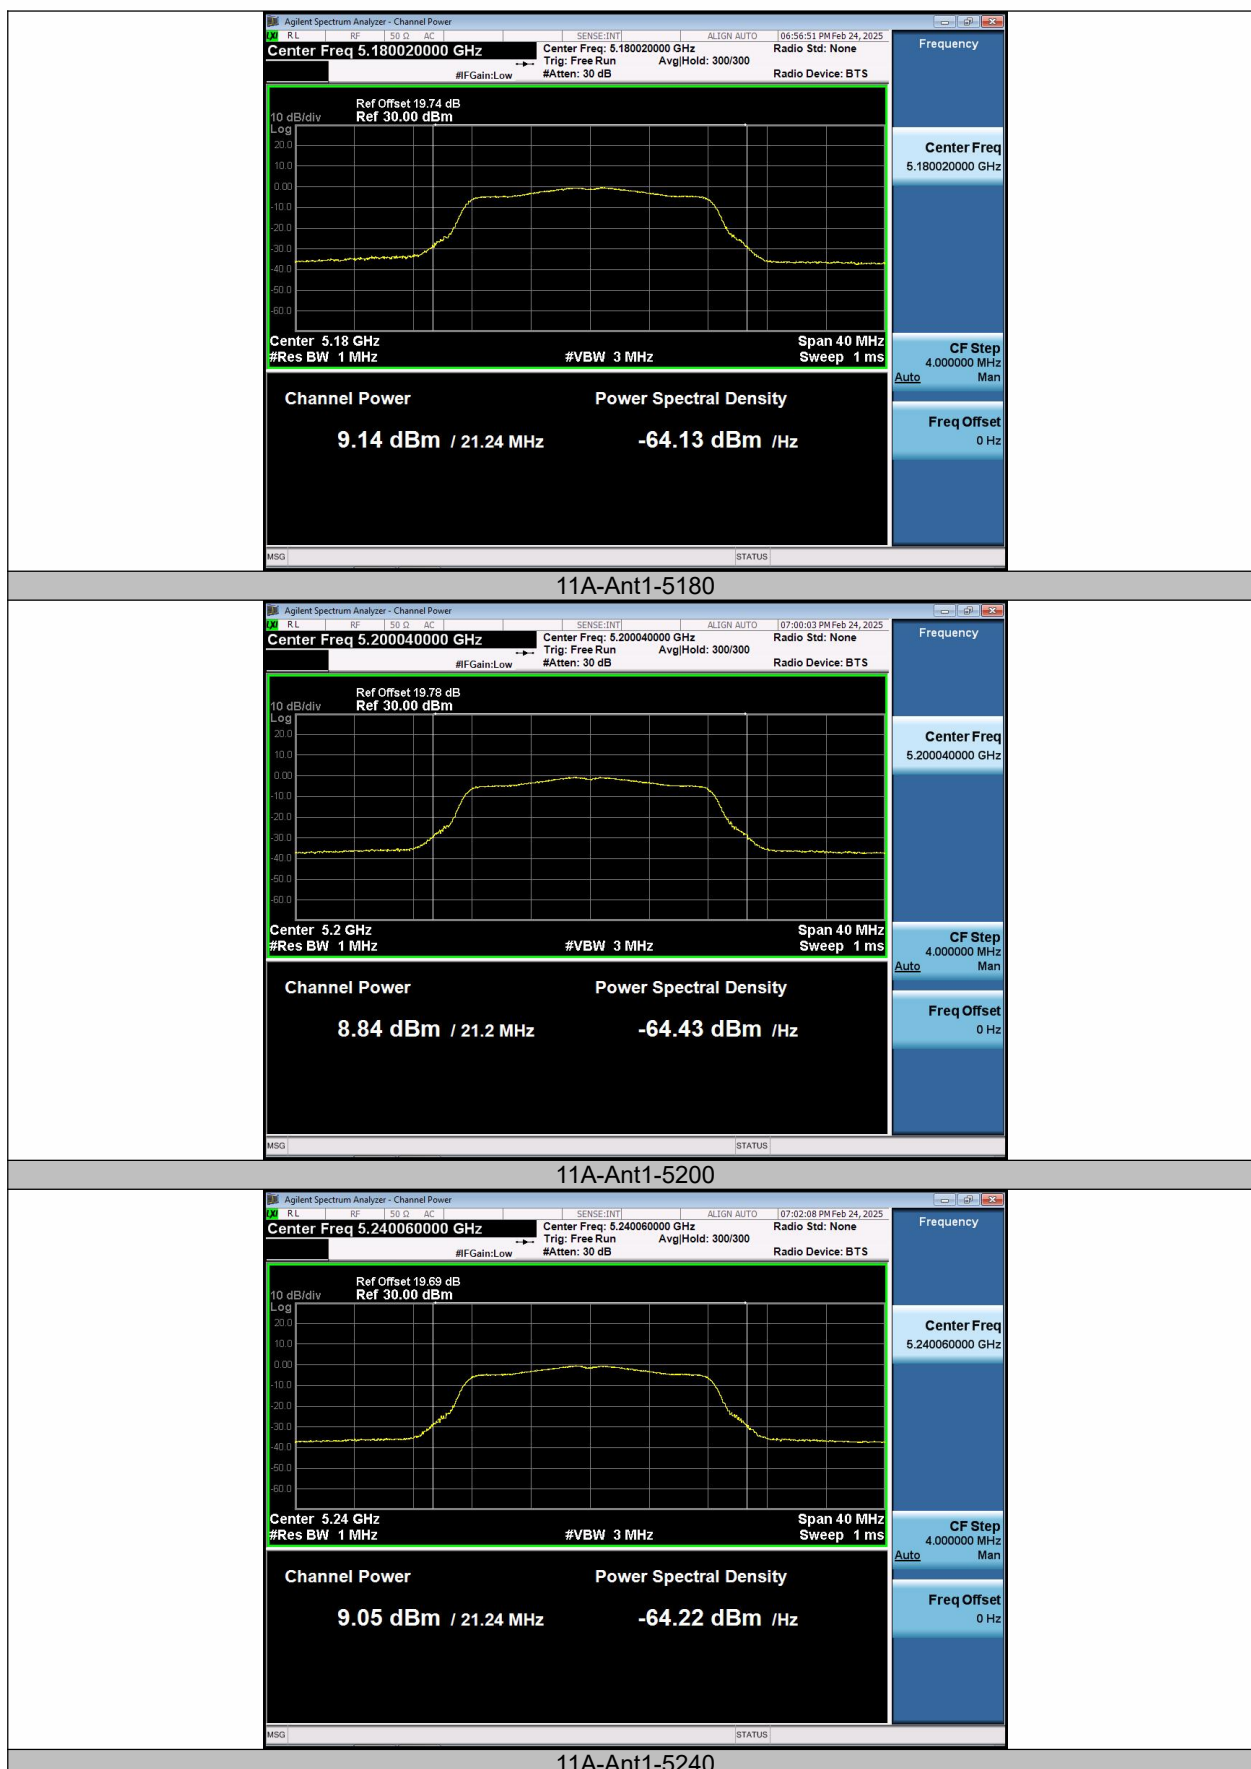 Agilent Spectrum Analyzer - Channel Power
LXI RL RF 50 Ω AC SENSE:INT ALIGN AUTO 06:56:51 PM Feb 24, 2025
Center Freq 5.180020000 GHz Center Freq: 5.180020000 GHz Radio Std: None Frequency
Trig: Free Run Avg|Hold: 300/300
#IFGain:Low #Atten: 30 dB Radio Device: BTS
Ref Offset 19.74 dB
10 dB/div Ref 30.00 dBm
Log
20.0
10.0
0.00
-10.0
-20.0
-30.0
-40.0
-50.0
-60.0
Center Freq
5.180020000 GHz
Center 5.18 GHz Span 40 MHz
#Res BW 1 MHz #VBW 3 MHz Sweep 1 ms
CF Step
4.000000 MHz
Auto Man
Channel Power Power Spectral Density
Freq Offset
0 Hz
9.14 dBm / 21.24 MHz -64.13 dBm /Hz
MSG STATUS
11A-Ant1-5180
Agilent Spectrum Analyzer - Channel Power
LXI RL RF 50 Ω AC SENSE:INT ALIGN AUTO 07:00:03 PM Feb 24, 2025
Center Freq 5.200040000 GHz Center Freq: 5.200040000 GHz Radio Std: None Frequency
Trig: Free Run Avg|Hold: 300/300
#IFGain:Low #Atten: 30 dB Radio Device: BTS
Ref Offset 19.78 dB
10 dB/div Ref 30.00 dBm
Log
20.0
10.0
0.00
-10.0
-20.0
-30.0
-40.0
-50.0
-60.0
Center Freq
5.200040000 GHz
Center 5.2 GHz Span 40 MHz
#Res BW 1 MHz #VBW 3 MHz Sweep 1 ms
CF Step
4.000000 MHz
Auto Man
Channel Power Power Spectral Density
Freq Offset
0 Hz
8.84 dBm / 21.2 MHz -64.43 dBm /Hz
MSG STATUS
11A-Ant1-5200
Agilent Spectrum Analyzer - Channel Power
LXI RL RF 50 Ω AC SENSE:INT ALIGN AUTO 07:02:08 PM Feb 24, 2025
Center Freq 5.240060000 GHz Center Freq: 5.240060000 GHz Radio Std: None Frequency
Trig: Free Run Avg|Hold: 300/300
#IFGain:Low #Atten: 30 dB Radio Device: BTS
Ref Offset 19.69 dB
10 dB/div Ref 30.00 dBm
Log
20.0
10.0
0.00
-10.0
-20.0
-30.0
-40.0
-50.0
-60.0
Center Freq
5.240060000 GHz
Center 5.24 GHz Span 40 MHz
#Res BW 1 MHz #VBW 3 MHz Sweep 1 ms
CF Step
4.000000 MHz
Auto Man
Channel Power Power Spectral Density
Freq Offset
0 Hz
9.05 dBm / 21.24 MHz -64.22 dBm /Hz
MSG STATUS
11A-Ant1-5240